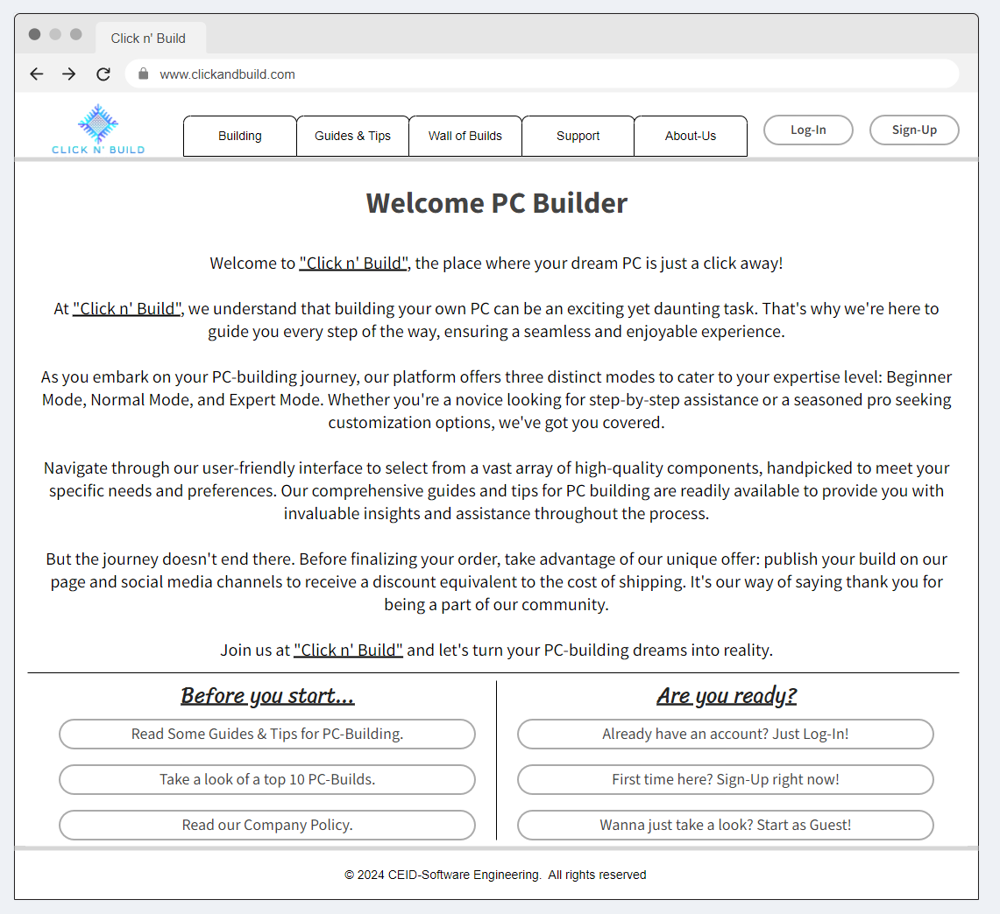 Click n' Build
www.clickandbuild.com
CLICK N' BUILD
Building
Guides & Tips
Wall of Builds
Support
About-Us
Log-In
Sign-Up
Welcome PC Builder
Welcome to "Click n' Build", the place where your dream PC is just a click away!
At "Click n' Build", we understand that building your own PC can be an exciting yet daunting task. That's why we're here to
guide you every step of the way, ensuring a seamless and enjoyable experience.
As you embark on your PC-building journey, our platform offers three distinct modes to cater to your expertise level: Beginner
Mode, Normal Mode, and Expert Mode. Whether you're a novice looking for step-by-step assistance or a seasoned pro seeking
customization options, we've got you covered.
Navigate through our user-friendly interface to select from a vast array of high-quality components, handpicked to meet your
specific needs and preferences. Our comprehensive guides and tips for PC building are readily available to provide you with
invaluable insights and assistance throughout the process.
But the journey doesn't end there. Before finalizing your order, take advantage of our unique offer: publish your build on our
page and social media channels to receive a discount equivalent to the cost of shipping. It's our way of saying thank you for
being a part of our community.
Join us at "Click n' Build" and let's turn your PC-building dreams into reality.
Before you start...
Read Some Guides & Tips for PC-Building.
Take a look of a top 10 PC-Builds.
Read our Company Policy.
Are you ready?
Already have an account? Just Log-In!
First time here? Sign-Up right now!
Wanna just take a look? Start as Guest!
© 2024 CEID-Software Engineering.  All rights reserved